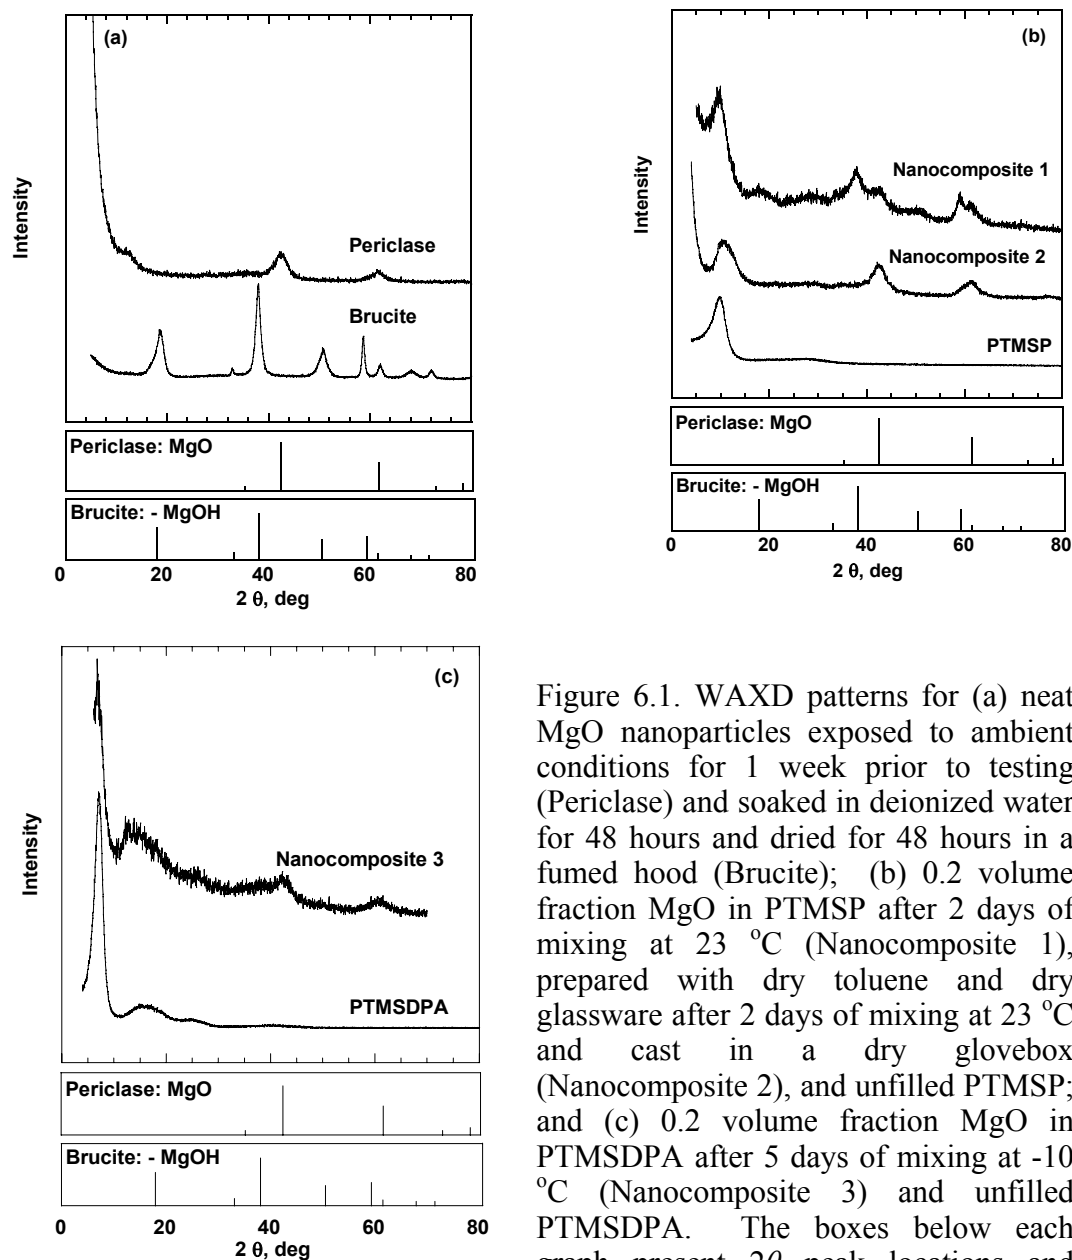 (a)
Intensity
Periclase
Brucite
Periclase: MgO
Brucite: - MgOH
0 20 40 60 80
2 θ, deg
(b)
Intensity
Nanocomposite 1
Nanocomposite 2
PTMSP
Periclase: MgO
Brucite: - MgOH
0 20 40 60 80
2 θ, deg
(c)
Intensity
Nanocomposite 3
PTMSDPA
Periclase: MgO
Brucite: - MgOH
0 20 40 60 80
2 θ, deg
Figure 6.1. WAXD patterns for (a) neat
MgO nanoparticles exposed to ambient
conditions for 1 week prior to testing
(Periclase) and soaked in deionized water
for 48 hours and dried for 48 hours in a
fumed hood (Brucite); (b) 0.2 volume
fraction MgO in PTMSP after 2 days of
mixing at 23 °C (Nanocomposite 1),
prepared with dry toluene and dry
glassware after 2 days of mixing at 23 °C
and cast in a dry glovebox
(Nanocomposite 2), and unfilled PTMSP;
and (c) 0.2 volume fraction MgO in
PTMSDPA after 5 days of mixing at -10
°C (Nanocomposite 3) and unfilled
PTMSDPA. The boxes below each
graph present 2θ peak locations and